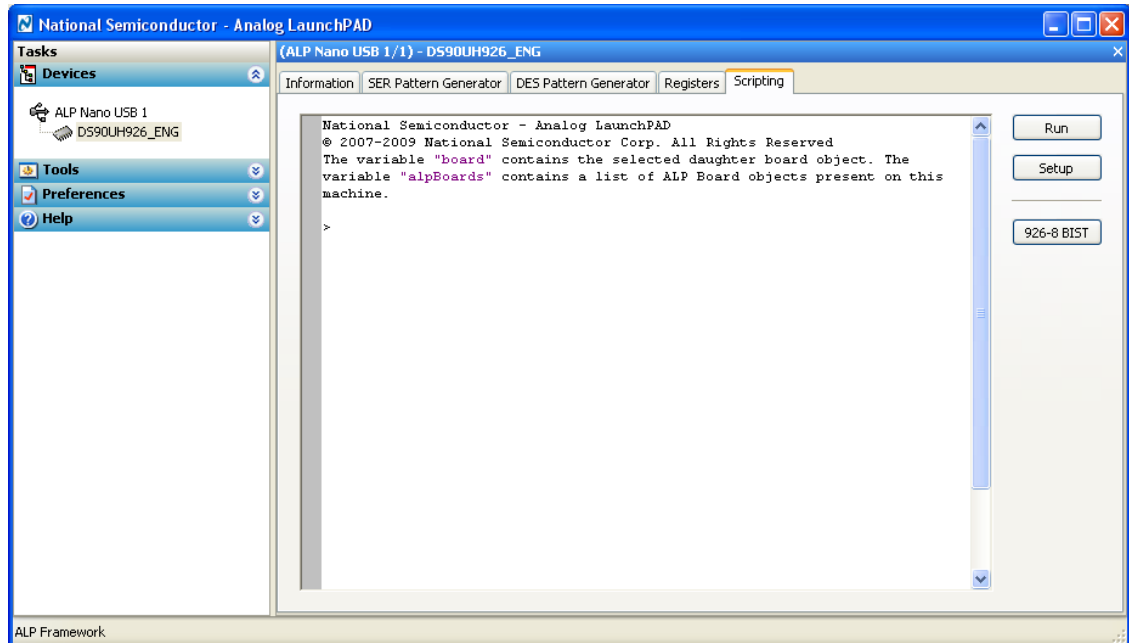 National Semiconductor - Analog LaunchPAD
Tasks
Devices
ALP Nano USB 1
DS90UH926_ENG
Tools
Preferences
Help
(ALP Nano USB 1/1) - DS90UH926_ENG
Information
SER Pattern Generator
DES Pattern Generator
Registers
Scripting
National Semiconductor - Analog LaunchPAD
© 2007-2009 National Semiconductor Corp. All Rights Reserved
The variable "board" contains the selected daughter board object. The
variable "alpBoards" contains a list of ALP Board objects present on this
machine.
>
Run
Setup
926-8 BIST
ALP Framework